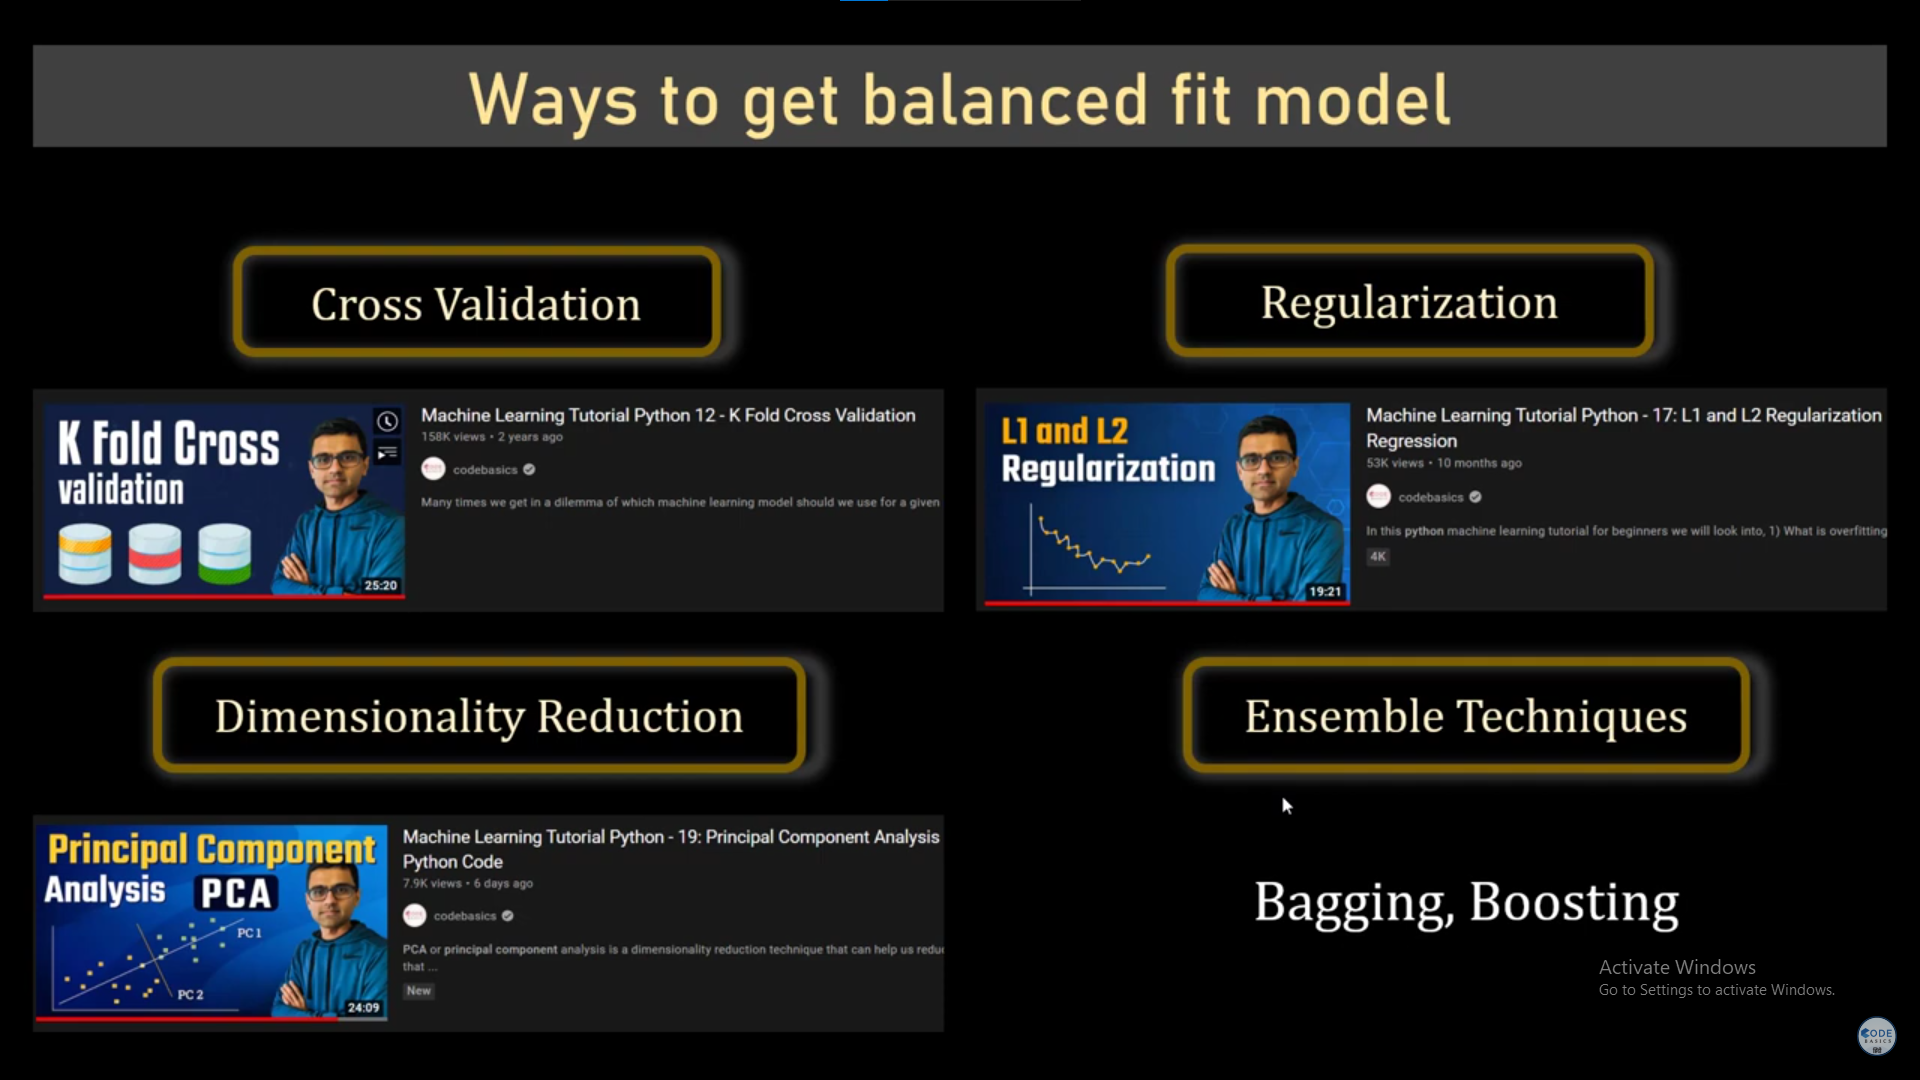 Ways to get balanced fit model
Cross Validation
K Fold Cross
validation
25:20
Machine Learning Tutorial Python 12 - K Fold Cross Validation
158K views • 2 years ago
codebasics
Many times we get in a dilemma of which machine learning model should we use for a given
Regularization
L1 and L2
Regularization
19:21
Machine Learning Tutorial Python - 17: L1 and L2 Regularization
Regression
53K views • 10 months ago
codebasics
In this python machine learning tutorial for beginners we will look into, 1) What is overfitting
4K
Dimensionality Reduction
Principal Component
Analysis PCA
PC 1
PC 2
24:09
Machine Learning Tutorial Python - 19: Principal Component Analysis
Python Code
7.9K views • 6 days ago
codebasics
PCA or principal component analysis is a dimensionality reduction technique that can help us redu
that ...
New
Ensemble Techniques
Bagging, Boosting
Activate Windows
Go to Settings to activate Windows.
CODE
BASICS